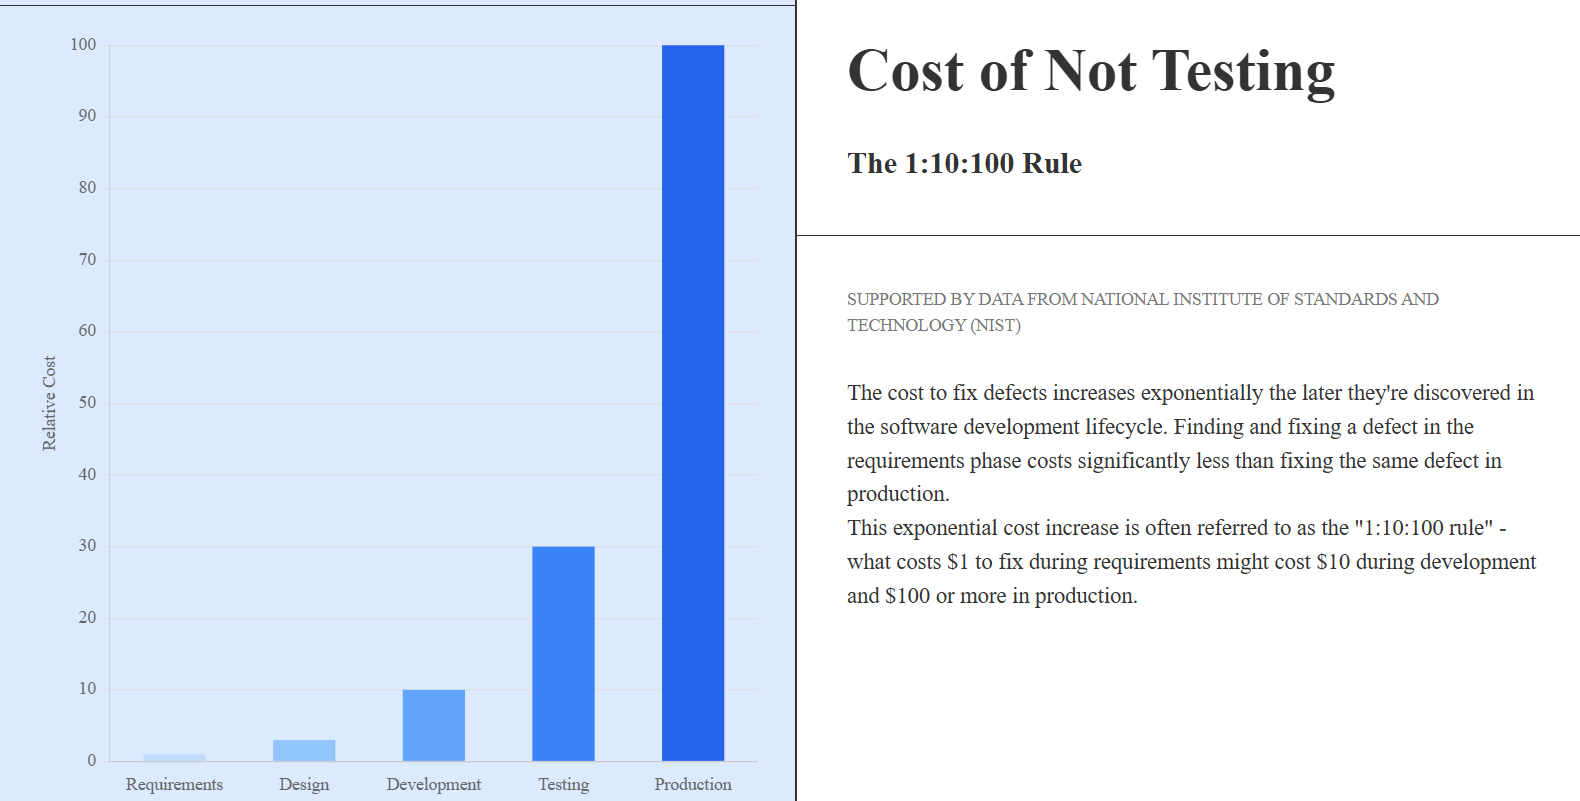 100
90
80
70
60
50
40
30
20
10
0
Relative Cost
Requirements Design Development Testing Production
Cost of Not Testing
The 1:10:100 Rule
SUPPORTED BY DATA FROM NATIONAL INSTITUTE OF STANDARDS AND
TECHNOLOGY (NIST)
The cost to fix defects increases exponentially the later they're discovered in
the software development lifecycle. Finding and fixing a defect in the
requirements phase costs significantly less than fixing the same defect in
production.
This exponential cost increase is often referred to as the "1:10:100 rule" -
what costs $1 to fix during requirements might cost $10 during development
and $100 or more in production.